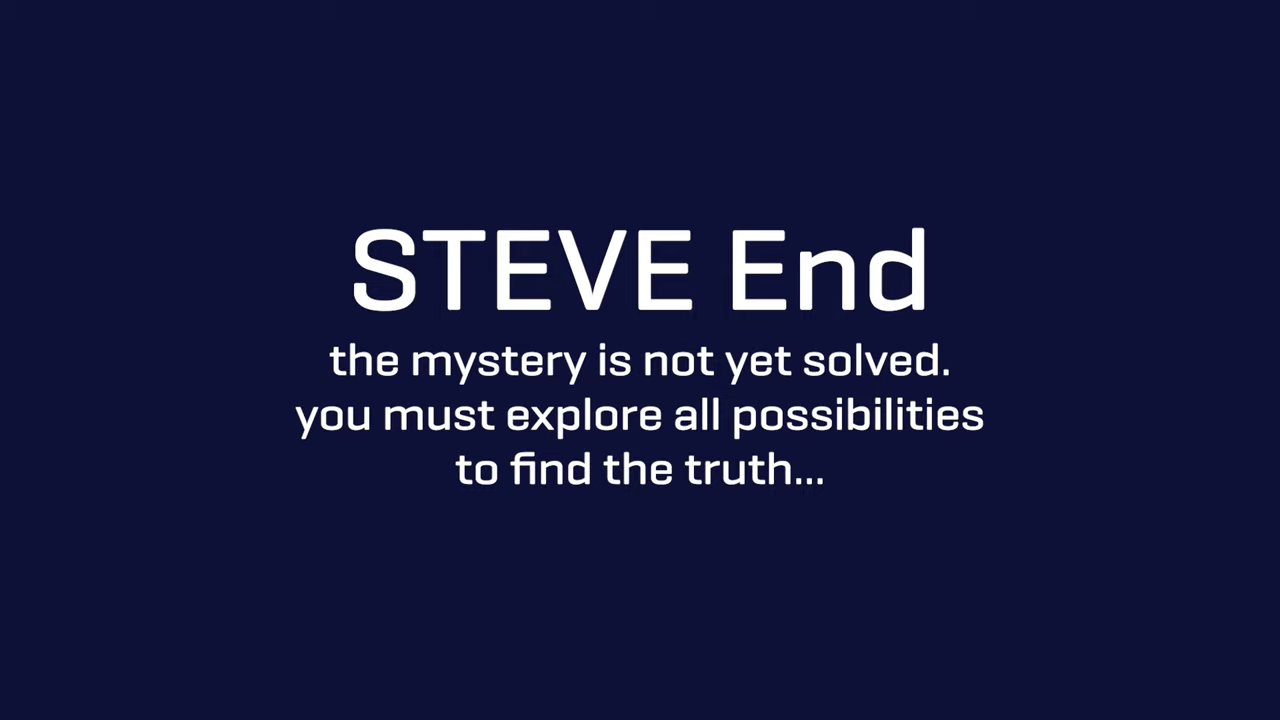 STEVE End
the mystery is not yet solved.
you must explore all possibilities
to find the truth...